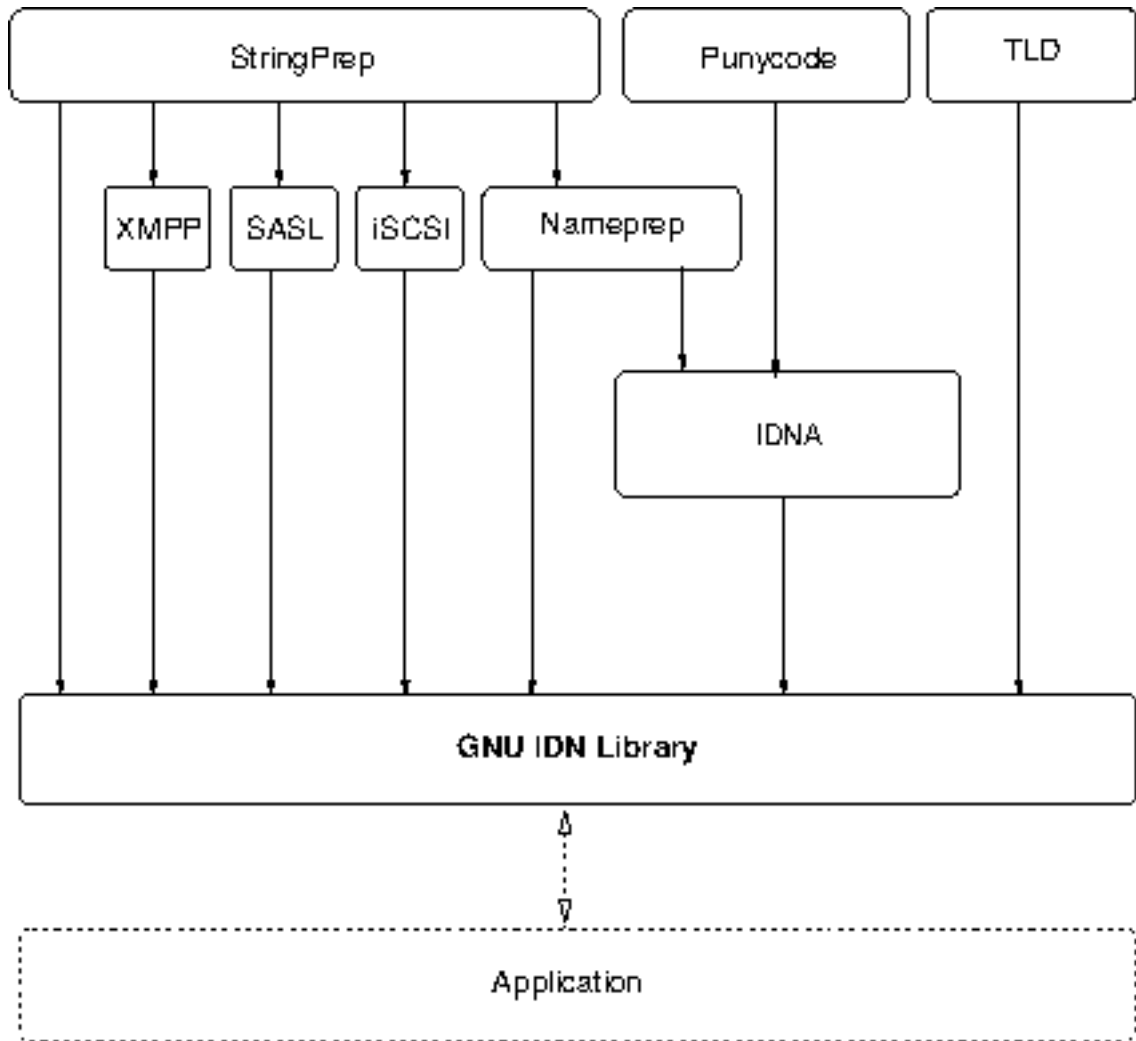 StringPrep
Punycode
TLD
XMPP
SASL
iSCSI
Nameprep
IDNA
GNU IDN Library
Application